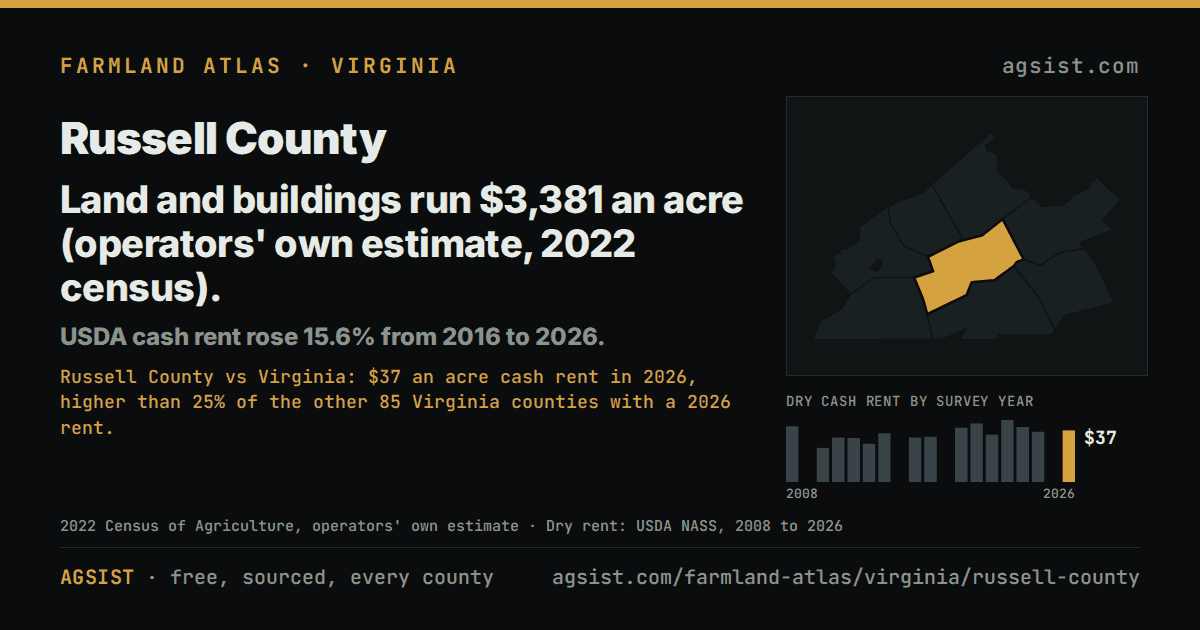 FARMLAND ATLAS · VIRGINIA
agsist.com
Russell County
Land and buildings run $3,381 an acre
(operators' own estimate, 2022
census).
USDA cash rent rose 15.6% from 2016 to 2026.
Russell County vs Virginia: $37 an acre cash rent in 2026,
higher than 25% of the other 85 Virginia counties with a 2026
rent.
DRY CASH RENT BY SURVEY YEAR
$37
2008
2026
2022 Census of Agriculture, operators' own estimate · Dry rent: USDA NASS, 2008 to 2026
AGSIST · free, sourced, every county
agsist.com/farmland-atlas/virginia/russell-county